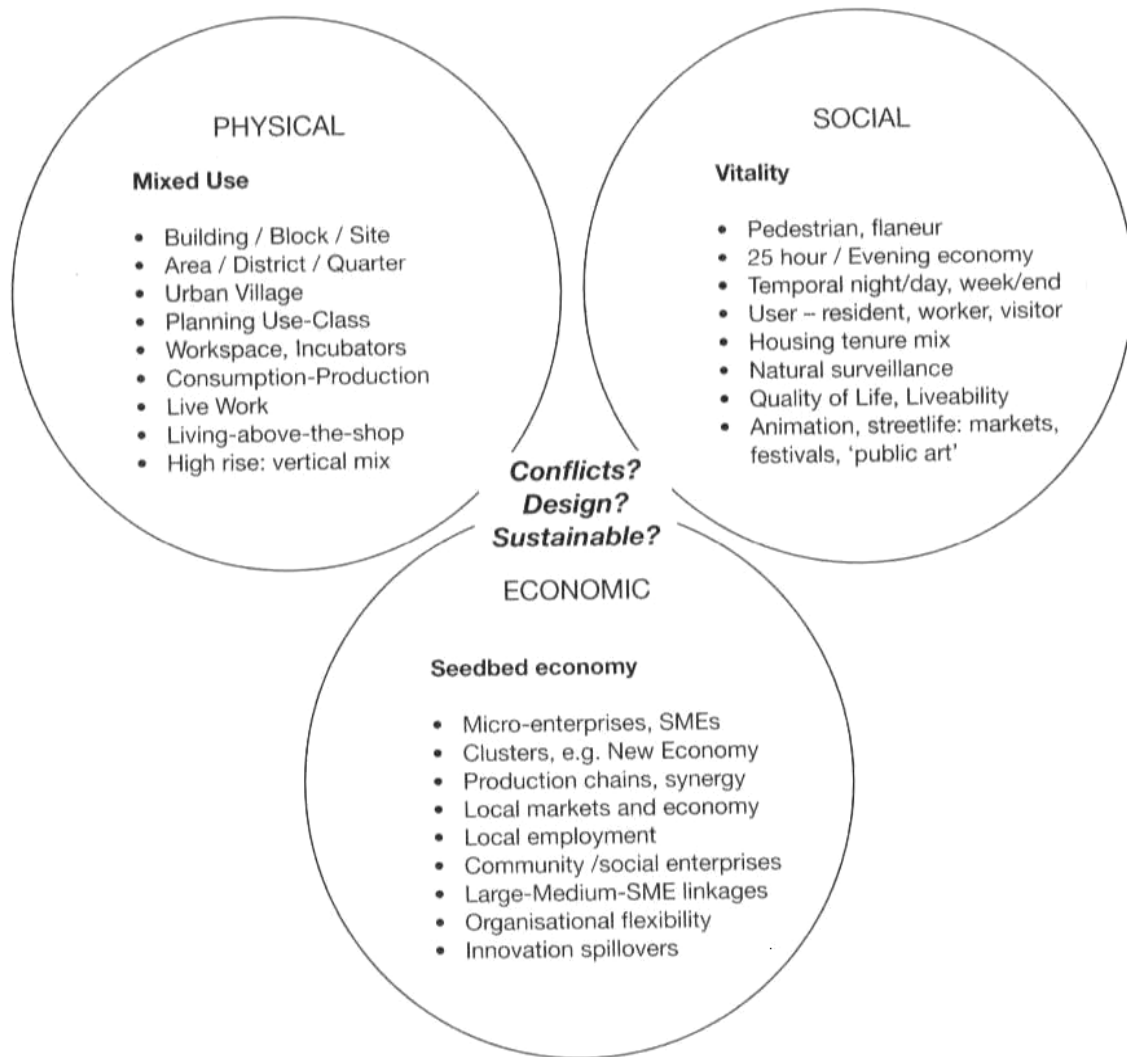 PHYSICAL
Mixed Use
• Building / Block / Site
• Area / District / Quarter
• Urban Village
• Planning Use-Class
• Workspace, Incubators
• Consumption-Production
• Live Work
• Living-above-the-shop
• High rise: vertical mix
SOCIAL
Vitality
• Pedestrian, flaneur
• 25 hour / Evening economy
• Temporal night/day, week/end
• User – resident, worker, visitor
• Housing tenure mix
• Natural surveillance
• Quality of Life, Liveability
• Animation, streetlife: markets,
festivals, 'public art'
Conflicts?
Design?
Sustainable?
ECONOMIC
Seedbed economy
• Micro-enterprises, SMEs
• Clusters, e.g. New Economy
• Production chains, synergy
• Local markets and economy
• Local employment
• Community /social enterprises
• Large-Medium-SME linkages
• Organisational flexibility
• Innovation spillovers